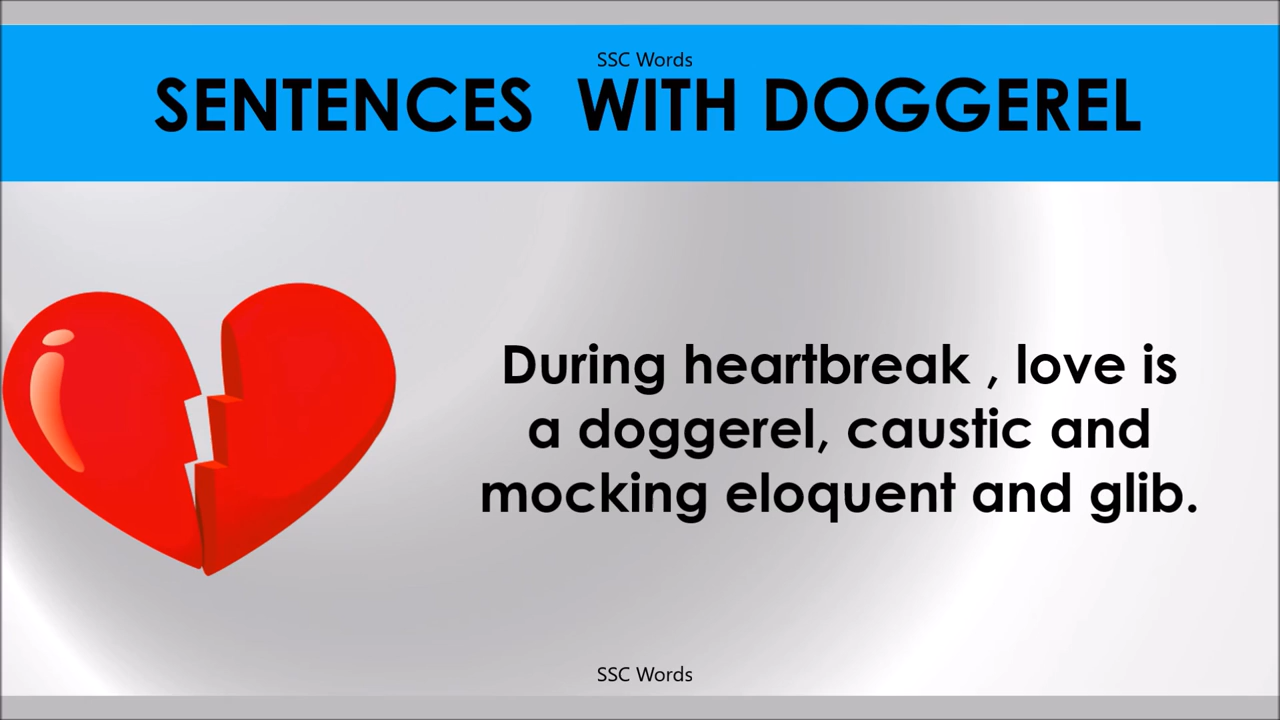 SSC Words
SENTENCES  WITH DOGGEREL
During heartbreak , love is
a doggerel, caustic and
mocking eloquent and glib.
SSC Words